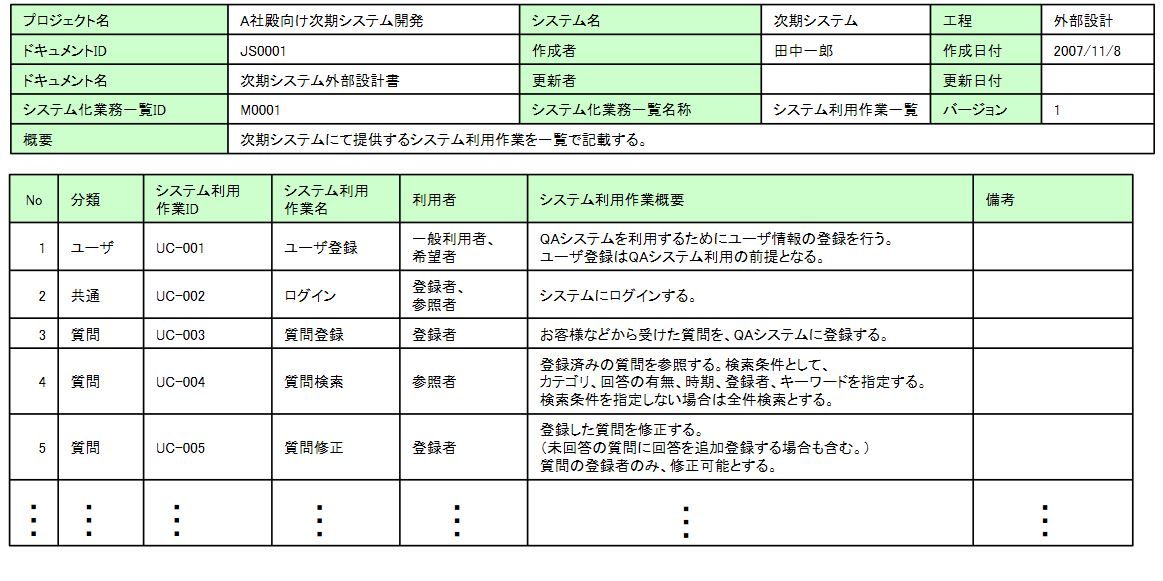 プロジェクト名 A社殿向け次期システム開発 システム名 次期システム 工程 外部設計
ドキュメントID JS0001 作成者 田中一郎 作成日付 2007/11/8
ドキュメント名 次期システム外部設計書 更新者 更新日付
システム化業務一覧ID M0001 システム化業務一覧名称 システム利用作業一覧 バージョン 1
概要 次期システムにて提供するシステム利用作業を一覧で記載する。
No 分類 システム利用 システム利用 利用者 システム利用作業概要 備考
作業ID 作業名
1 ユーザ UC-001 ユーザ登録 一般利用者、 QAシステムを利用するためにユーザ情報の登録を行う。
希望者 ユーザ登録はQAシステム利用の前提となる。
2 共通 UC-002 ログイン 登録者、 システムにログインする。
参照者
3 質問 UC-003 質問登録 登録者 お客様などから受けた質問を、QAシステムに登録する。
登録済みの質問を参照する。検索条件として、
4 質問 UC-004 質問検索 参照者 カテゴリ、回答の有無、時期、登録者、キーワードを指定する。
検索条件を指定しない場合は全件検索とする。
登録した質問を修正する。
5 質問 UC-005 質問修正 登録者 （未回答の質問に回答を追加登録する場合も含む。）
質問の登録者のみ、修正可能とする。
⋮ ⋮ ⋮ ⋮ ⋮ ⋮ ⋮